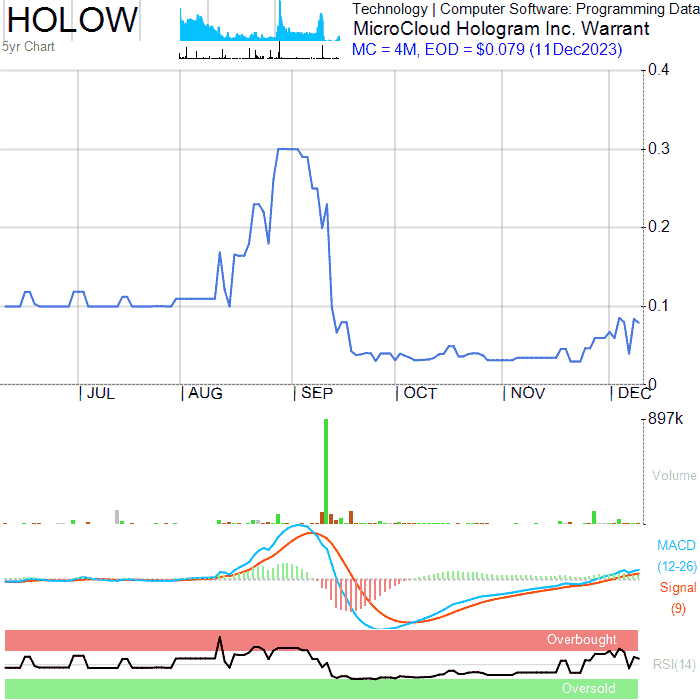 HOLOW
5yr Chart
Technology | Computer Software: Programming Data
MicroCloud Hologram Inc. Warrant
MC = 4M, EOD = $0.079 (11Dec2023)
0.4
0.3
0.2
0.1
0
| JUL | AUG | SEP | OCT | NOV | DEC
897k
Volume
MACD
(12-26)
Signal
(9)
Overbought
RSI(14)
Oversold